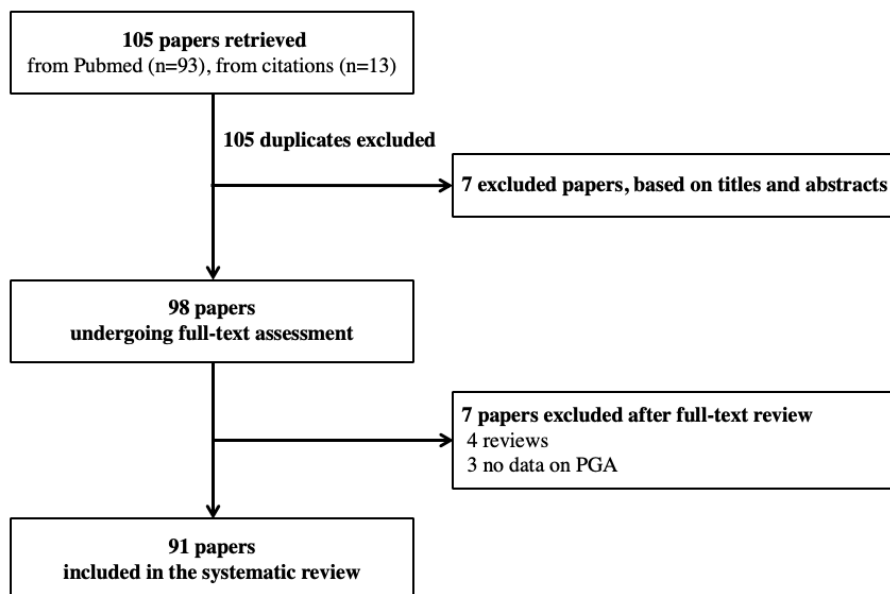 105 papers retrieved
from Pubmed (n=93), from citations (n=13)
105 duplicates excluded
7 excluded papers, based on titles and abstracts
98 papers
undergoing full-text assessment
7 papers excluded after full-text review
4 reviews
3 no data on PGA
91 papers
included in the systematic review